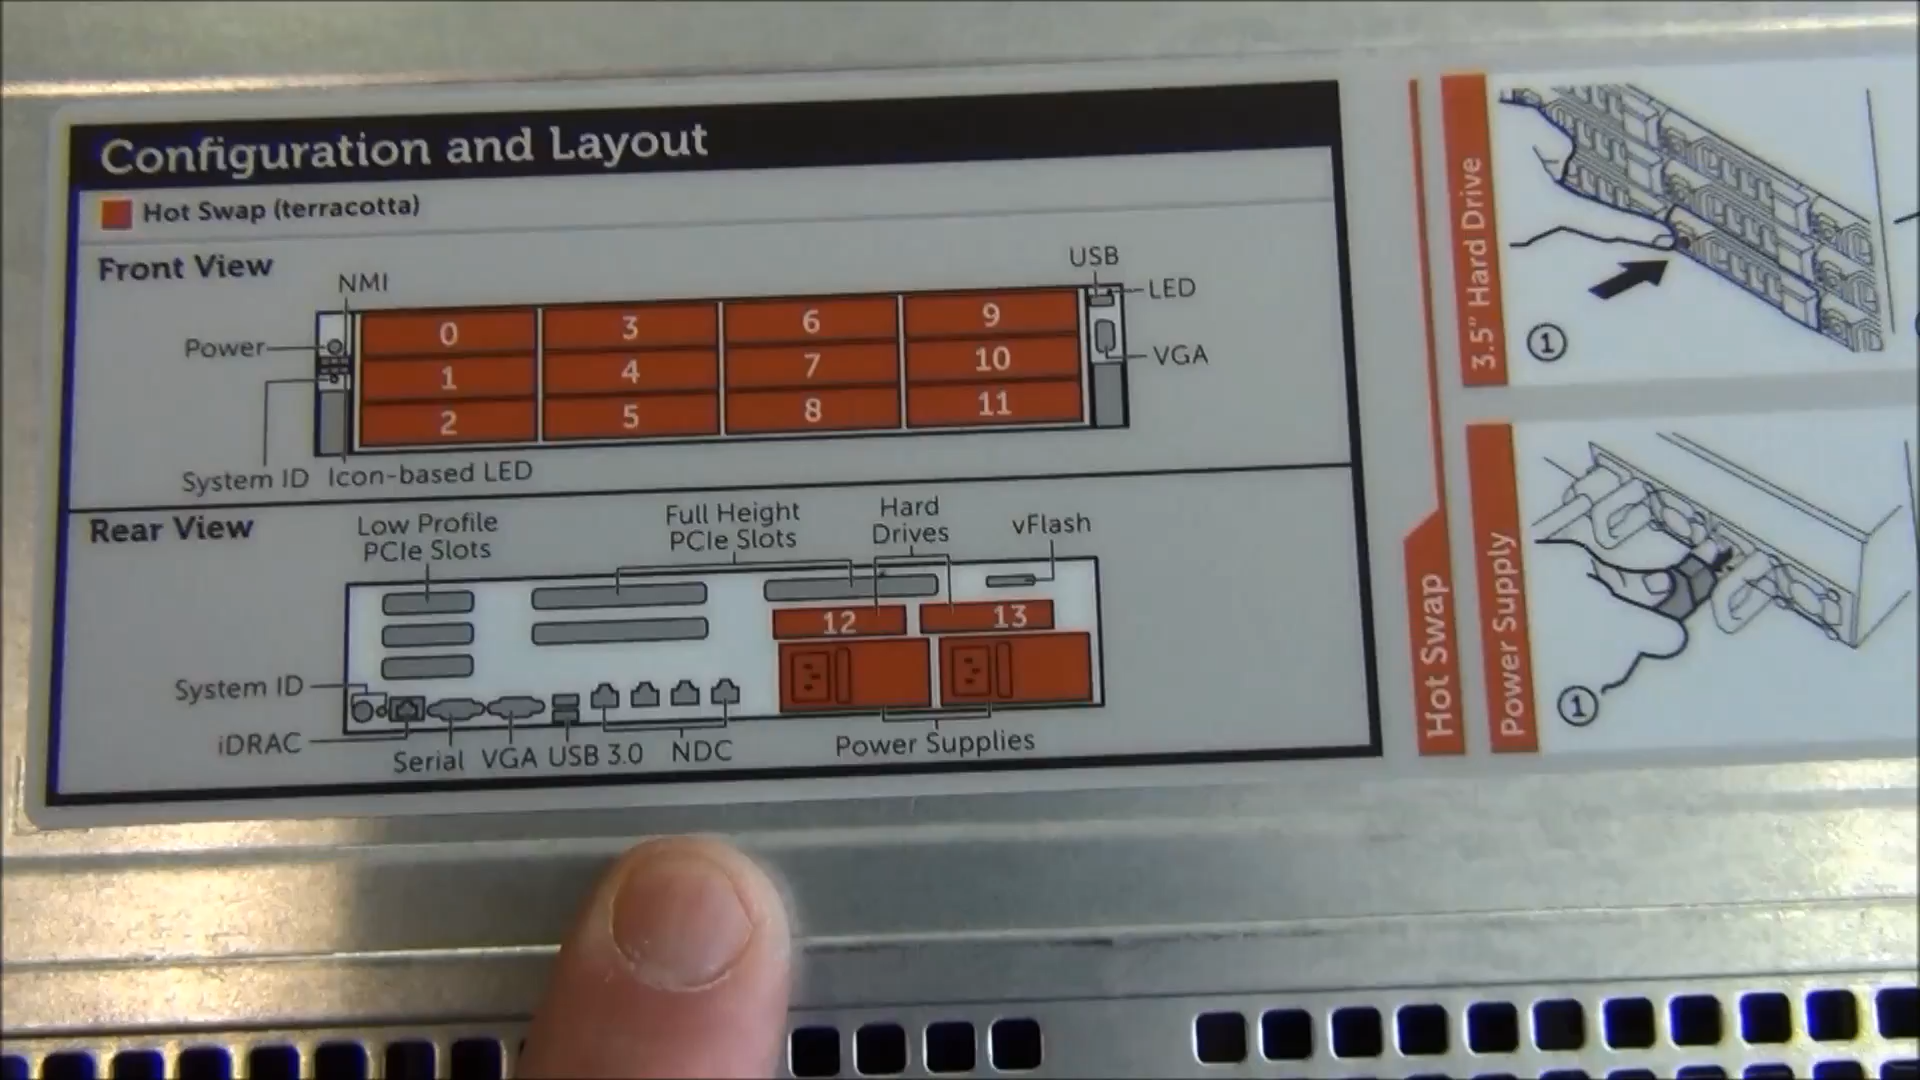 Configuration and Layout
Hot Swap (terracotta)
Front View
NMI
USB
LED
Power
VGA
0 3 6 9
1 4 7 10
2 5 8 11
System ID Icon-based LED
Rear View
Low Profile
PCIe Slots
Full Height
PCIe Slots
Hard
Drives
vFlash
12 13
System ID
iDRAC
Serial VGA USB 3.0 NDC
Power Supplies
Hot Swap
3.5" Hard Drive
1
Power Supply
1